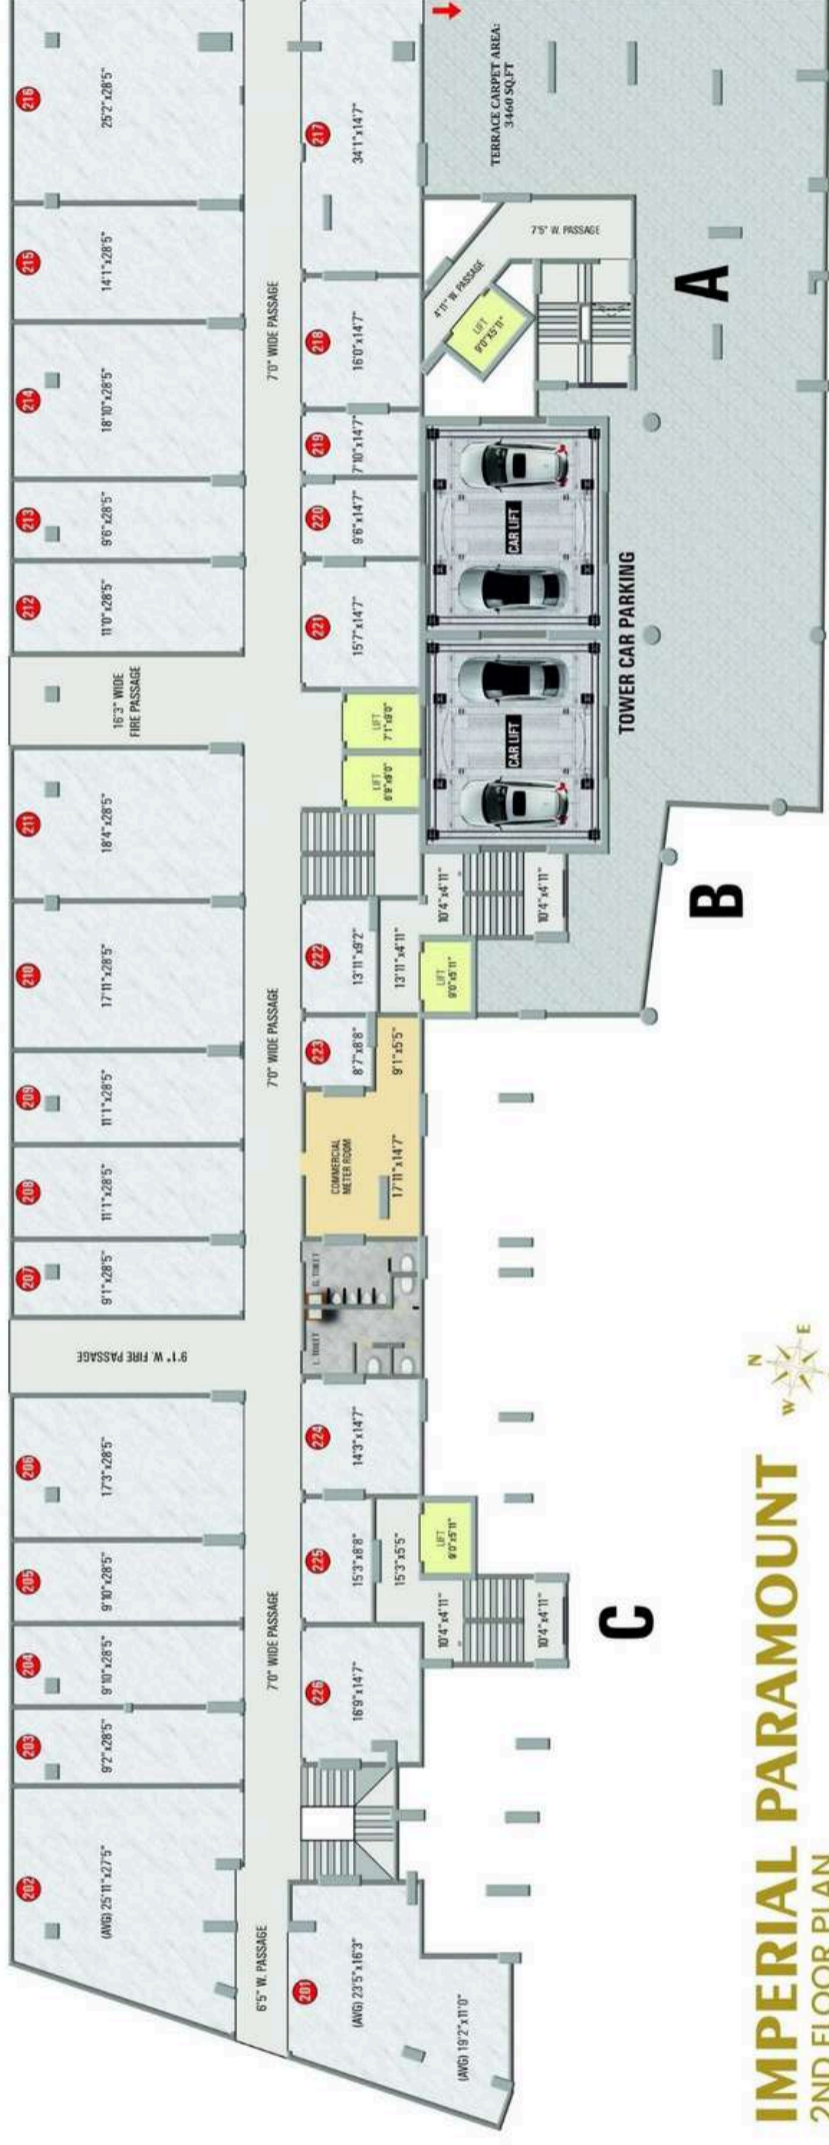 202
(AVG) 25'11"x27'5"
203
9'2"x28'5"
204
9'10"x28'5"
205
9'10"x28'5"
206
17'3"x28'5"
9'1" W. FIRE PASSAGE
207
9'1"x28'5"
208
11'1"x28'5"
209
11'1"x28'5"
210
17'11"x28'5"
211
18'4"x28'5"
16'3" WIDE
FIRE PASSAGE
212
11'0"x28'5"
213
9'6"x28'5"
214
18'10"x28'5"
215
14'1"x28'5"
216
25'2"x28'5"
6'5" W. PASSAGE
7'0" WIDE PASSAGE
7'0" WIDE PASSAGE
7'0" WIDE PASSAGE
201
(AVG) 23'5"x16'3"
(AVG) 19'2"x11'0"
226
16'9"x14'7"
225
15'3"x8'8"
15'3"x5'5"
224
14'3"x14'7"
L. TOILET
G. TOILET
COMMERCIAL
METER ROOM
17'11"x14'7"
223
8'7"x8'8"
9'1"x5'5"
222
13'11"x9'2"
13'11"x4'11"
LIFT
6'9"x9'0"
LIFT
7'1"x9'0"
221
15'7"x14'7"
220
9'6"x14'7"
219
7'10"x14'7"
218
16'0"x14'7"
217
34'1"x14'7"
10'4"x4'11"
10'4"x4'11"
LIFT
9'0"x5'11"
LIFT
9'0"x5'11"
10'4"x4'11"
10'4"x4'11"
CAR LIFT
CAR LIFT
TOWER CAR PARKING
4'11" W. PASSAGE
LIFT
9'0"x5'11"
7'5" W. PASSAGE
TERRACE CARPET AREA:
3460 SQ.FT
C
B
A
IMPERIAL PARAMOUNT
2ND FLOOR PLAN
N
W
E